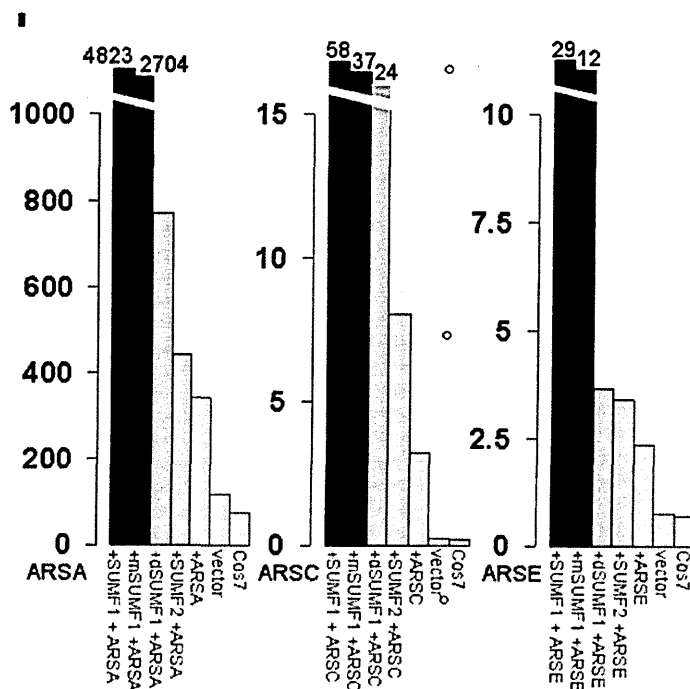 4823
2704
1000
800
600
400
200
0
ARSA
+SUMF1 + ARSA
+mSUMF1 +ARSA
+dSUMF1 +ARSA
+SUMF2 +ARSA
+ARSA
vector
Cos7
58
37
24
15
10
5
0
ARSC
+SUMF1 + ARSC
+mSUMF1 +ARSC
+dSUMF1 +ARSC
+SUMF2 +ARSC
+ARSC
vector
Cos7
29
12
10
7.5
5
2.5
0
ARSE
+SUMF1 + ARSE
+mSUMF1 +ARSE
+dSUMF1 +ARSE
+SUMF2 +ARSE
+ARSE
vector
Cos7